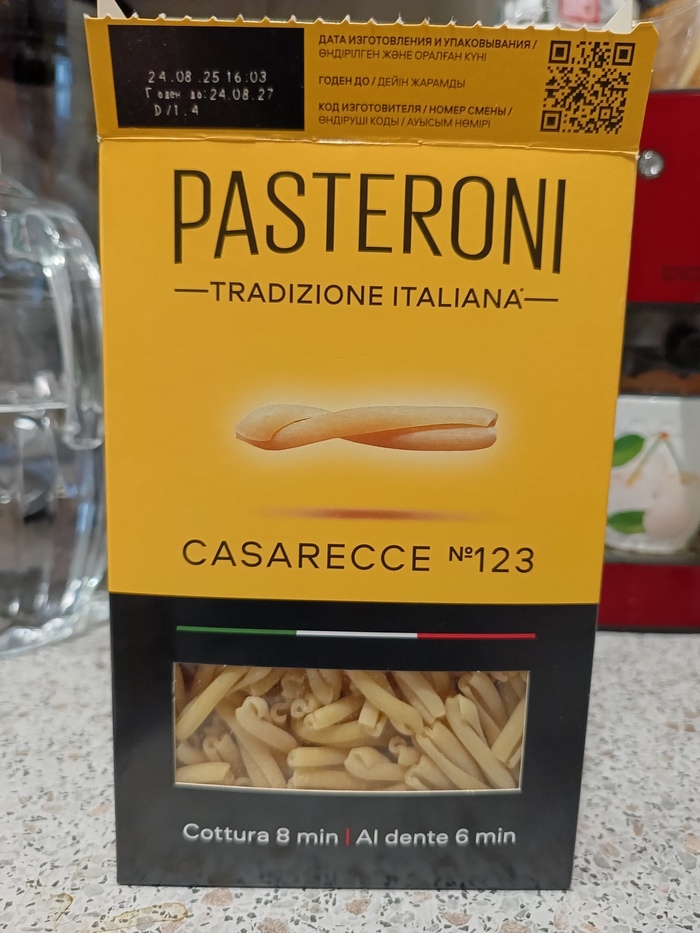 24.08.25 16:03
Годен до: 24.08.27
D/1.4
ДАТА ИЗГОТОВЛЕНИЯ И УПАКОВЫВАНИЯ /
ӨНДІРІЛГЕН ЖӘНЕ ОРАЛҒАН КҮНІ
ГОДЕН ДО / ДЕЙІН ЖАРАМДЫ
КОД ИЗГОТОВИТЕЛЯ / НОМЕР СМЕНЫ /
ӨНДІРУШІ КОДЫ / АУЫСЫМ НӨМІРІ
PASTERONI
TRADIZIONE ITALIANA*
CASARECCE №123
Cottura 8 min | Al dente 6 min